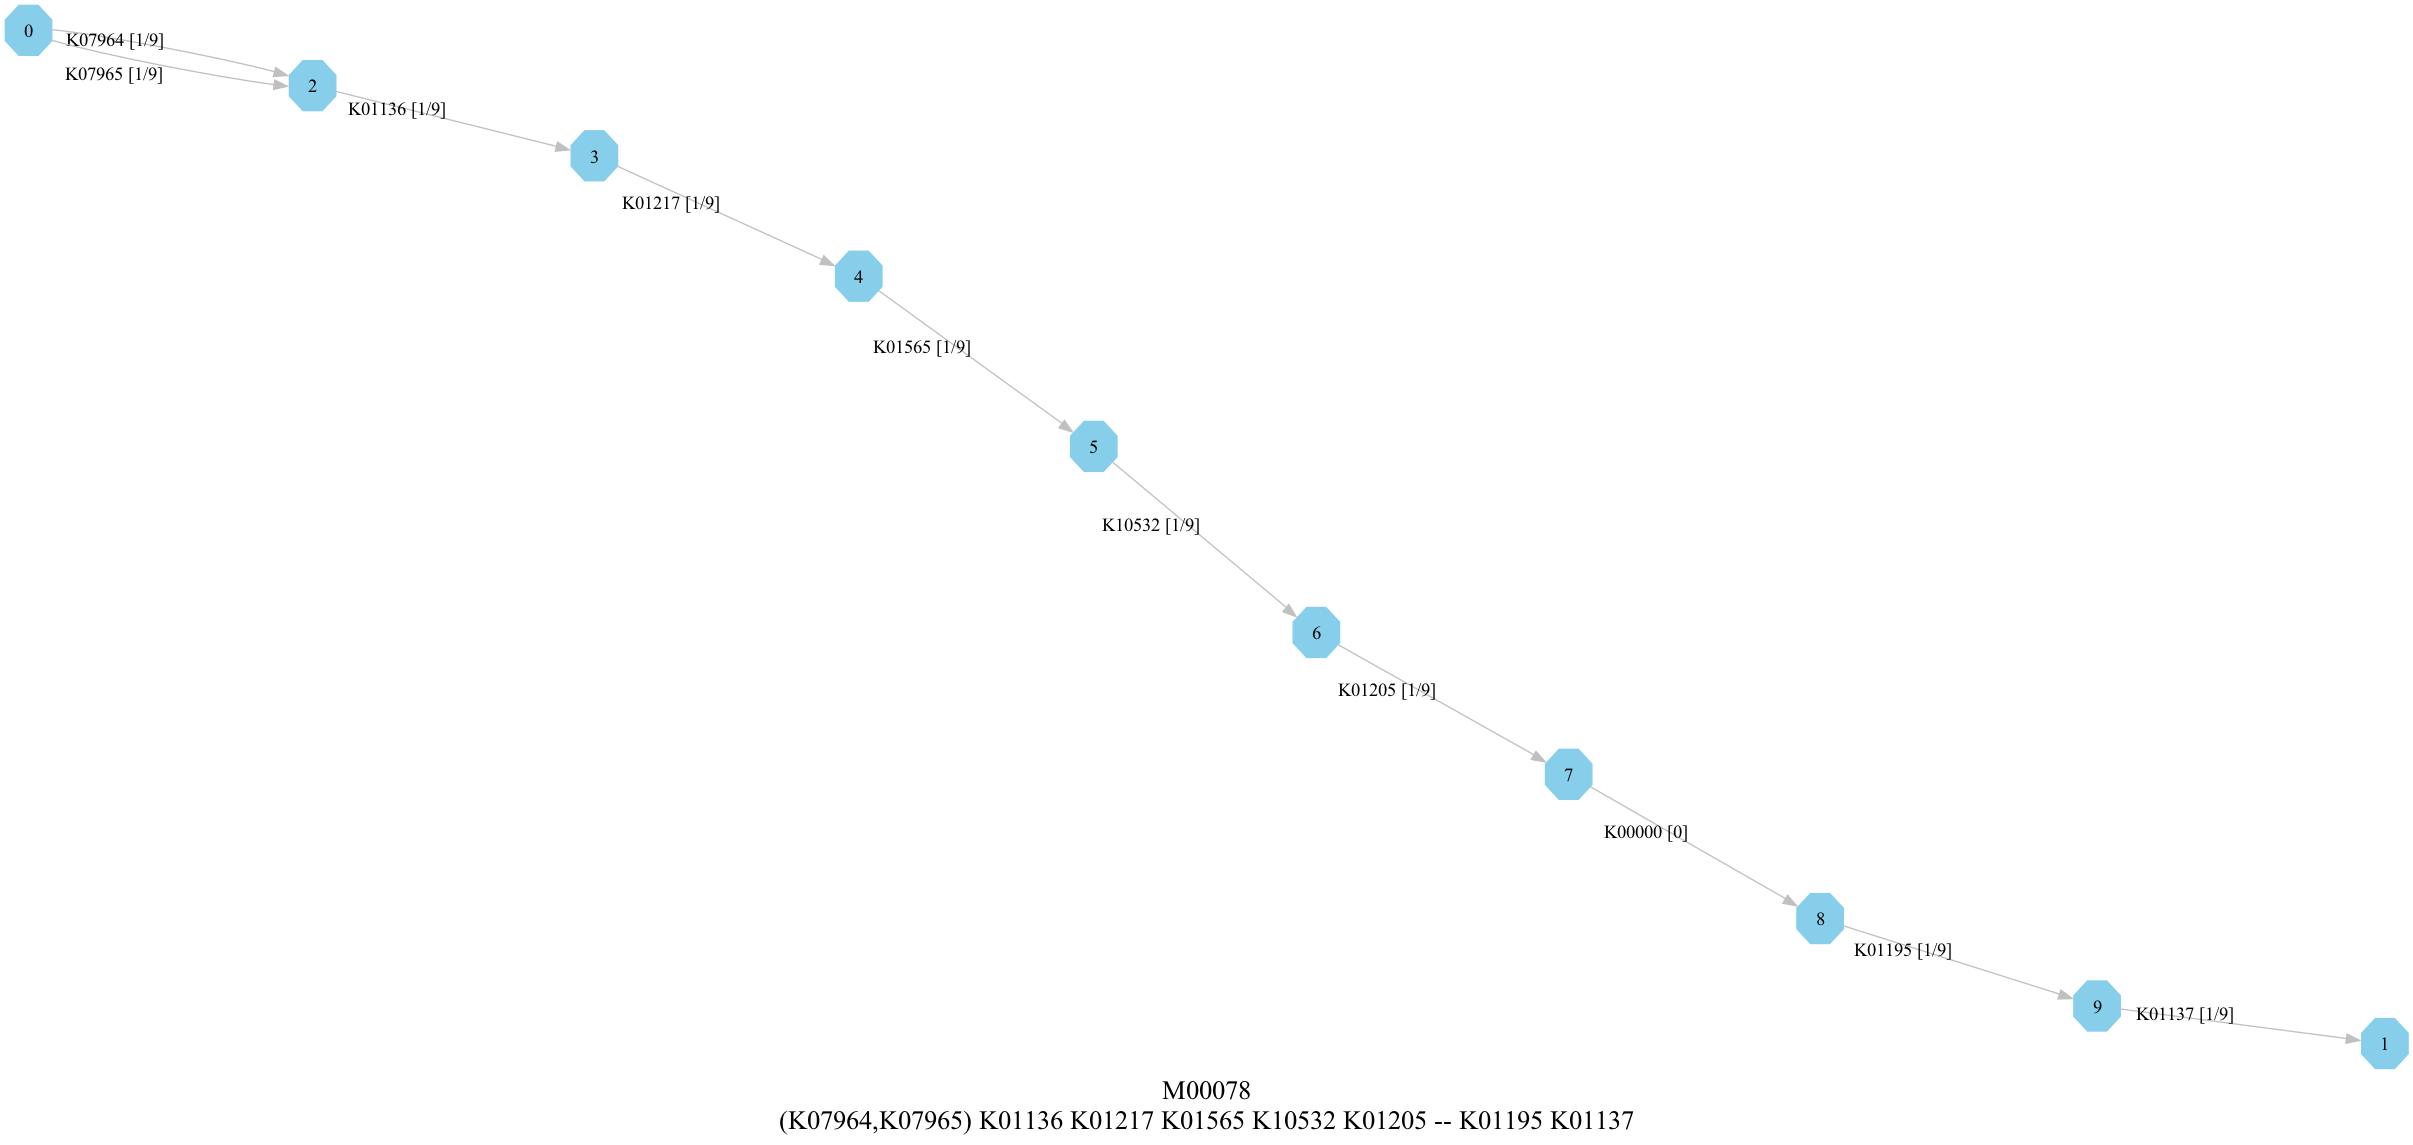 0
K07964 [1/9]
K07965 [1/9]
2
K01136 [1/9]
3
K01217 [1/9]
4
K01565 [1/9]
5
K10532 [1/9]
6
K01205 [1/9]
7
K00000 [0]
8
K01195 [1/9]
9
K01137 [1/9]
1
M00078
(K07964,K07965) K01136 K01217 K01565 K10532 K01205 -- K01195 K01137